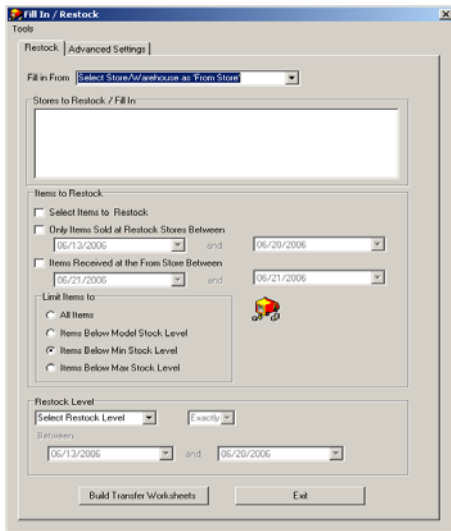 Fill In / Restock
Tools
Restock Advanced Settings
Fill in From Select Store/Warehouse as 'From Store'
Stores to Restock / Fill In
Items to Restock
Select Items to Restock
Only Items Sold at Restock Stores Between
06/13/2006 and 06/20/2006
Items Received at the From Store Between
06/21/2006 and 06/21/2006
Limit Items to
All Items
Items Below Model Stock Level
Items Below Min Stock Level
Items Below Max Stock Level
Restock Level
Select Restock Level Exactly
Between
06/13/2006 and 06/20/2006
Build Transfer Worksheets Exit